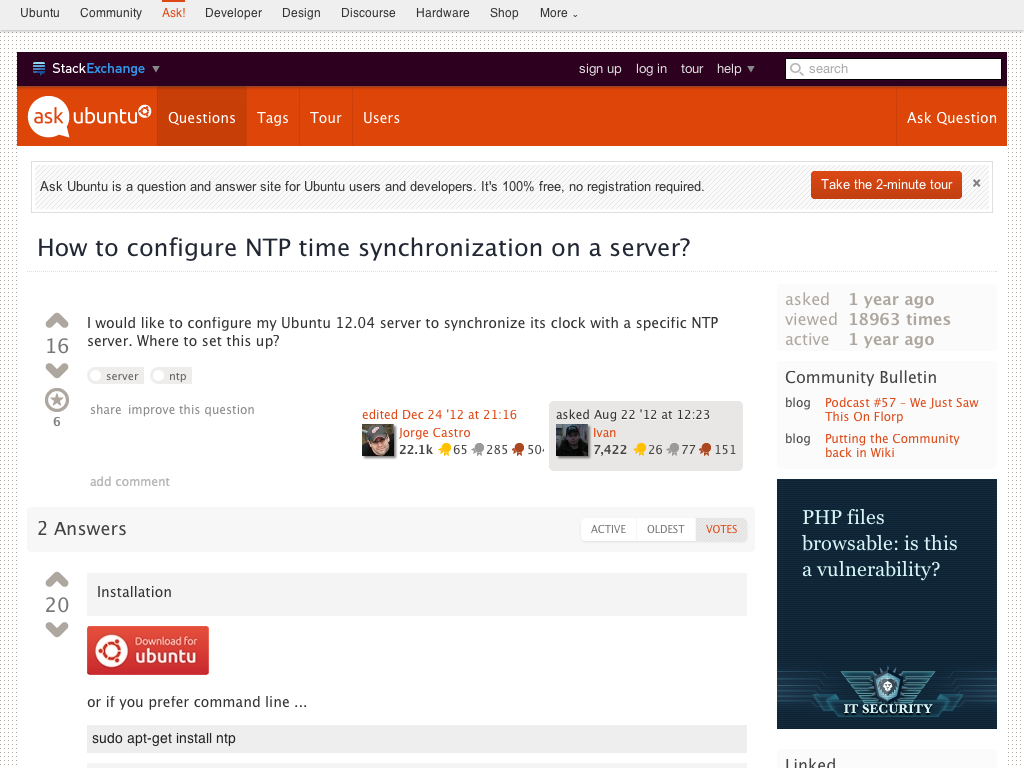 Ubuntu Community Ask! Developer Design Discourse Hardware Shop More
StackExchange sign up log in tour help search
ask ubuntu Questions Tags Tour Users Ask Question
Ask Ubuntu is a question and answer site for Ubuntu users and developers. It's 100% free, no registration required. Take the 2-minute tour ×
How to configure NTP time synchronization on a server?
16
I would like to configure my Ubuntu 12.04 server to synchronize its clock with a specific NTP
server. Where to set this up?
server ntp
6
share improve this question
edited Dec 24 '12 at 21:16
Jorge Castro
22.1k 65 285 504
asked Aug 22 '12 at 12:23
Ivan
7,422 26 77 151
add comment
asked 1 year ago
viewed 18963 times
active 1 year ago
Community Bulletin
blog Podcast #57 – We Just Saw
This On Florp
blog Putting the Community
back in Wiki
2 Answers ACTIVE OLDEST VOTES
20
Installation
Download for
ubuntu
or if you prefer command line ...
sudo apt-get install ntp
PHP files
browsable: is this
a vulnerability?
IT SECURITY
Linked